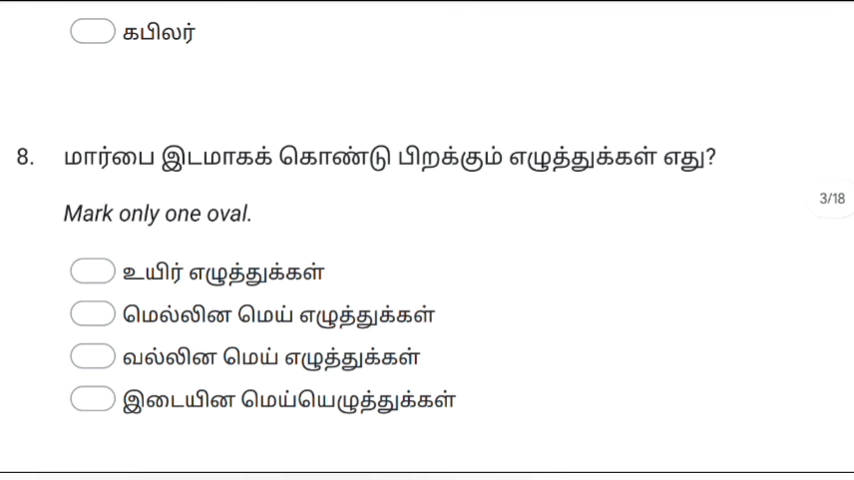 கபிலர்
8. மார்பை இடமாகக் கொண்டு பிறக்கும் எழுத்துக்கள் எது?
3/18
Mark only one oval.
உயிர் எழுத்துக்கள்
மெல்லின மெய் எழுத்துக்கள்
வல்லின மெய் எழுத்துக்கள்
இடையின மெய்யெழுத்துக்கள்